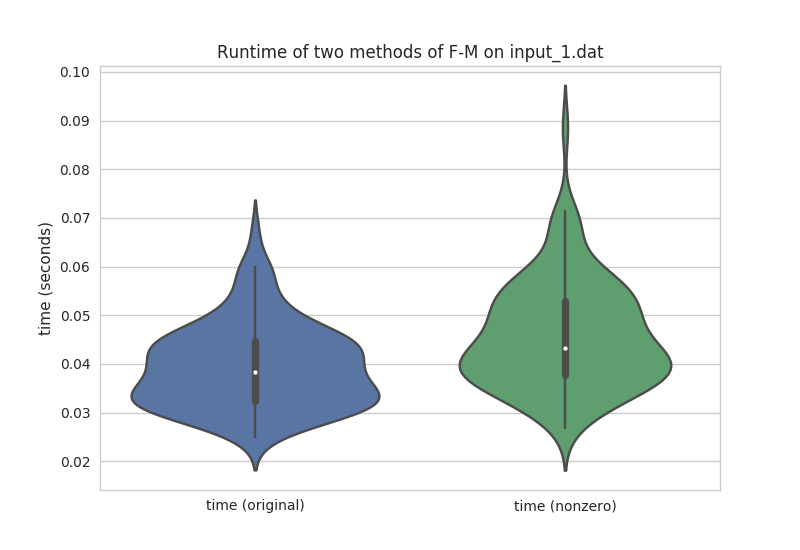 Runtime of two methods of F-M on input_1.dat
time (seconds)
0.10
0.09
0.08
0.07
0.06
0.05
0.04
0.03
0.02
time (original)
time (nonzero)